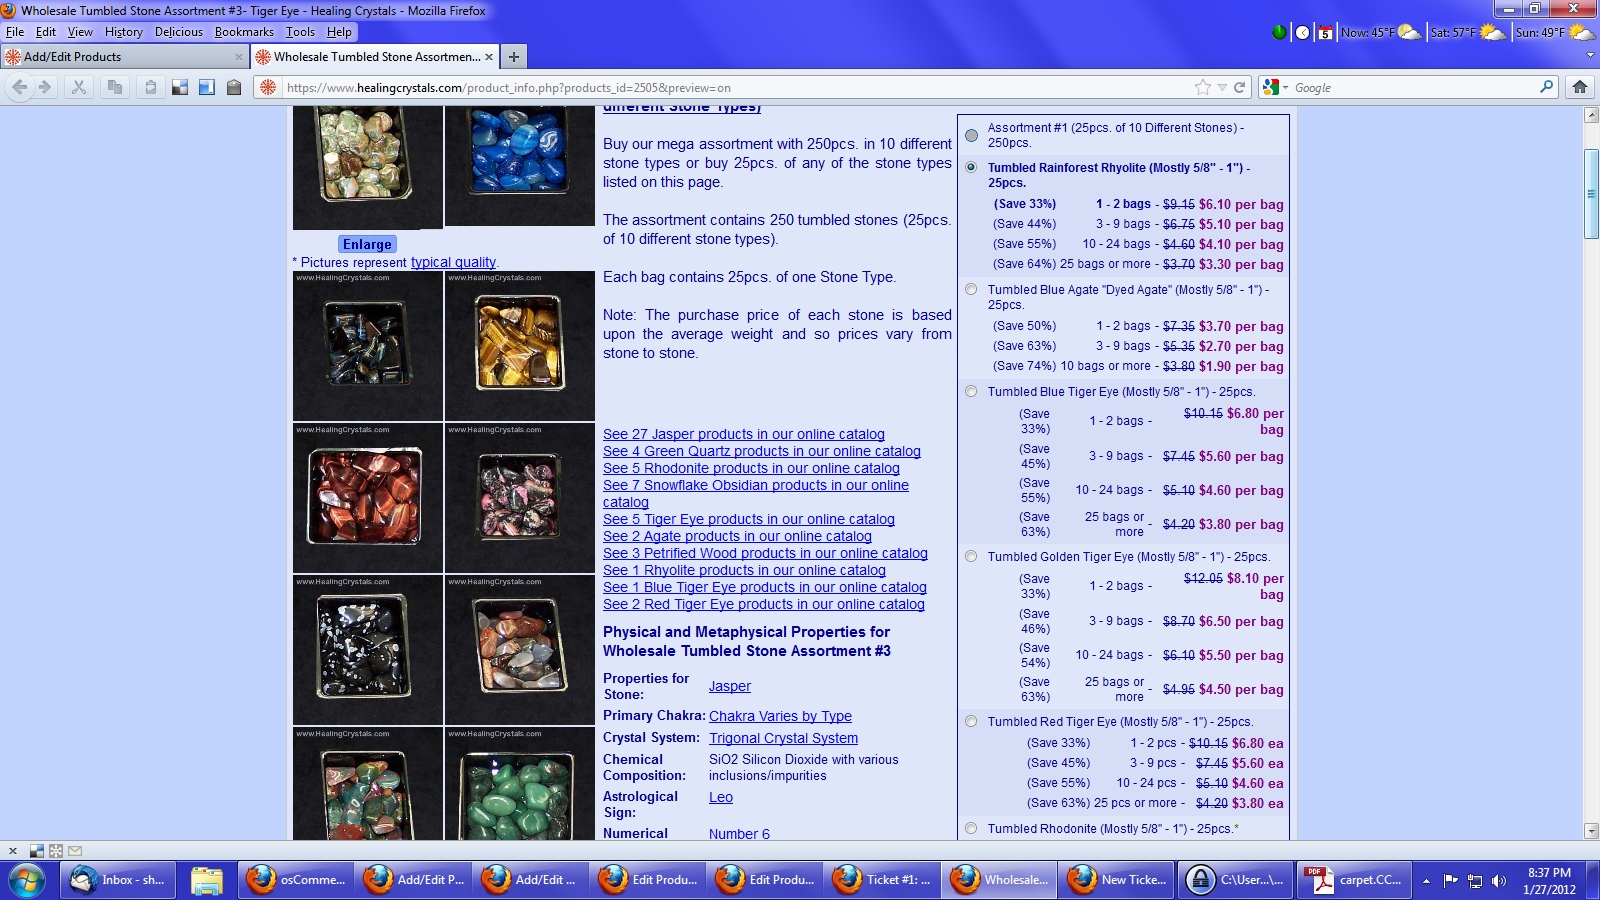 Wholesale Tumbled Stone Assortment #3- Tiger Eye - Healing Crystals - Mozilla Firefox
File Edit View History Delicious Bookmarks Tools Help
5 Now: 45°F Sat: 57°F Sun: 49°F
Add/Edit Products
Wholesale Tumbled Stone Assortmen...
https://www.healingcrystals.com/product_info.php?products_id=2505&preview=on
Google
Enlarge
* Pictures represent typical quality.
www.HealingCrystals.com www.HealingCrystals.com
www.HealingCrystals.com www.HealingCrystals.com
www.HealingCrystals.com www.HealingCrystals.com
www.HealingCrystals.com www.HealingCrystals.com
different Stone Types)
Buy our mega assortment with 250pcs. in 10 different
stone types or buy 25pcs. of any of the stone types
listed on this page.
The assortment contains 250 tumbled stones (25pcs.
of 10 different stone types).
Each bag contains 25pcs. of one Stone Type.
Note: The purchase price of each stone is based
upon the average weight and so prices vary from
stone to stone.
See 27 Jasper products in our online catalog
See 4 Green Quartz products in our online catalog
See 5 Rhodonite products in our online catalog
See 7 Snowflake Obsidian products in our online
catalog
See 5 Tiger Eye products in our online catalog
See 2 Agate products in our online catalog
See 3 Petrified Wood products in our online catalog
See 1 Rhyolite products in our online catalog
See 1 Blue Tiger Eye products in our online catalog
See 2 Red Tiger Eye products in our online catalog
Physical and Metaphysical Properties for
Wholesale Tumbled Stone Assortment #3
Properties for
Stone: Jasper
Primary Chakra: Chakra Varies by Type
Crystal System: Trigonal Crystal System
Chemical SiO2 Silicon Dioxide with various
Composition: inclusions/impurities
Astrological
Sign: Leo
Numerical Number 6
Assortment #1 (25pcs. of 10 Different Stones) -
250pcs.
Tumbled Rainforest Rhyolite (Mostly 5/8" - 1") -
25pcs.
(Save 33%) 1 - 2 bags - $9.15 $6.10 per bag
(Save 44%) 3 - 9 bags - $6.75 $5.10 per bag
(Save 55%) 10 - 24 bags - $4.60 $4.10 per bag
(Save 64%) 25 bags or more - $3.70 $3.30 per bag
Tumbled Blue Agate "Dyed Agate" (Mostly 5/8" - 1") -
25pcs.
(Save 50%) 1 - 2 bags - $7.35 $3.70 per bag
(Save 63%) 3 - 9 bags - $5.35 $2.70 per bag
(Save 74%) 10 bags or more - $3.80 $1.90 per bag
Tumbled Blue Tiger Eye (Mostly 5/8" - 1") - 25pcs.
(Save 33%) 1 - 2 bags - $10.15 $6.80 per bag
(Save 45%) 3 - 9 bags - $7.45 $5.60 per bag
(Save 55%) 10 - 24 bags - $5.10 $4.60 per bag
(Save 63%) 25 bags or more - $4.20 $3.80 per bag
Tumbled Golden Tiger Eye (Mostly 5/8" - 1") - 25pcs.
(Save 33%) 1 - 2 bags - $12.05 $8.10 per bag
(Save 46%) 3 - 9 bags - $8.70 $6.50 per bag
(Save 54%) 10 - 24 bags - $6.10 $5.50 per bag
(Save 63%) 25 bags or more - $4.95 $4.50 per bag
Tumbled Red Tiger Eye (Mostly 5/8" - 1") - 25pcs.
(Save 33%) 1 - 2 pcs - $10.15 $6.80 ea
(Save 45%) 3 - 9 pcs - $7.45 $5.60 ea
(Save 55%) 10 - 24 pcs - $5.10 $4.60 ea
(Save 63%) 25 pcs or more - $4.20 $3.80 ea
Tumbled Rhodonite (Mostly 5/8" - 1") - 25pcs.*
Inbox - sh... osComme... Add/Edit P... Add/Edit ... Edit Produ... Edit Produ... Ticket #1: ... Wholesale... New Ticke... C:\User...\... PDF carpet.CC...
8:37 PM
1/27/2012